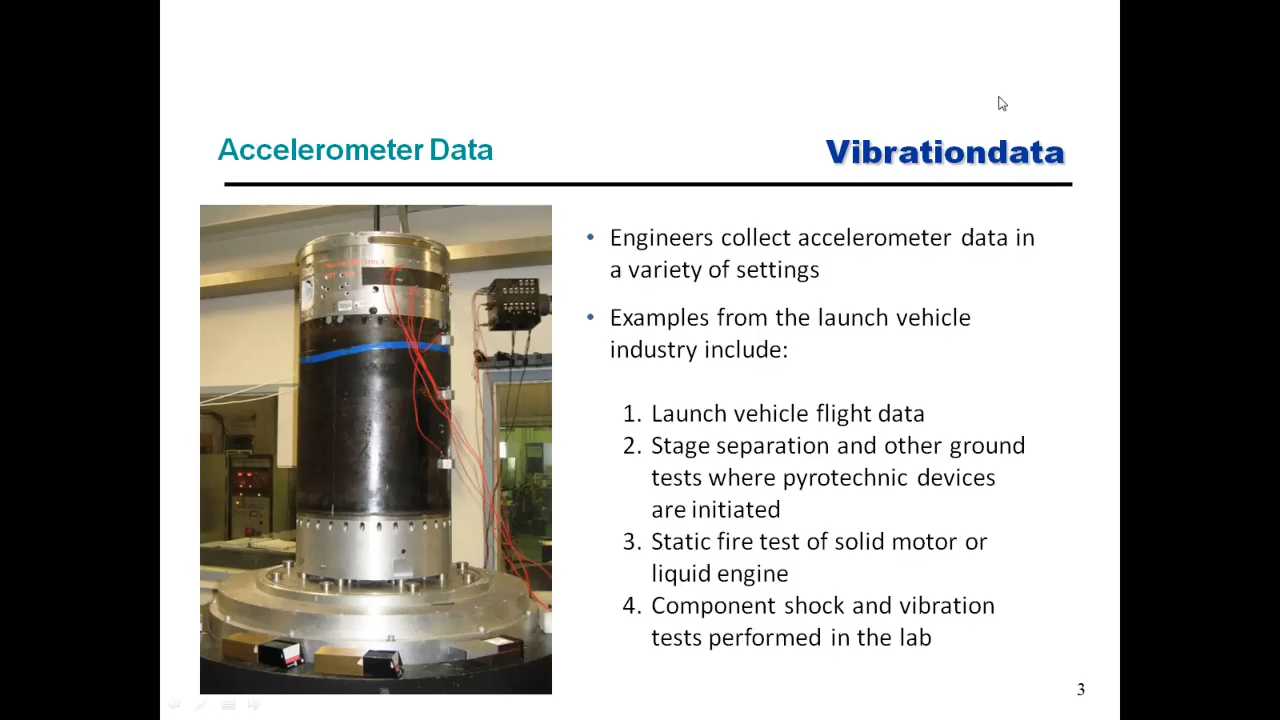 Accelerometer Data
Vibrationdata
• Engineers collect accelerometer data in
a variety of settings
• Examples from the launch vehicle
industry include:
1. Launch vehicle flight data
2. Stage separation and other ground
tests where pyrotechnic devices
are initiated
3. Static fire test of solid motor or
liquid engine
4. Component shock and vibration
tests performed in the lab
3